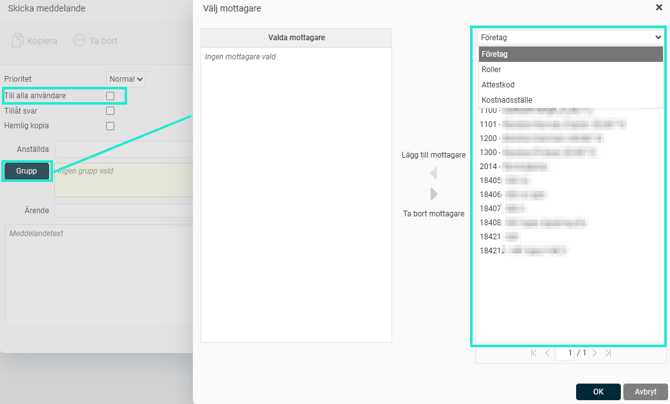 Skicka meddelande
Kopiera
Ta bort
Prioritet
Normal
Till alla användare
Tillåt svar
Hemlig kopia
Anställda
Grupp
Ingen grupp vald
Ärende
Meddelandetext
Välj mottagare
Valda mottagare
Ingen mottagare vald
Lägg till mottagare
Ta bort mottagare
Företag
Företag
Roller
Attestkod
Kostnadsställe
1100 -
1101 -
1200 -
1300 -
2014 -
18405
18406
18407
18408
18421
18421
1 / 1
OK
Avbryt